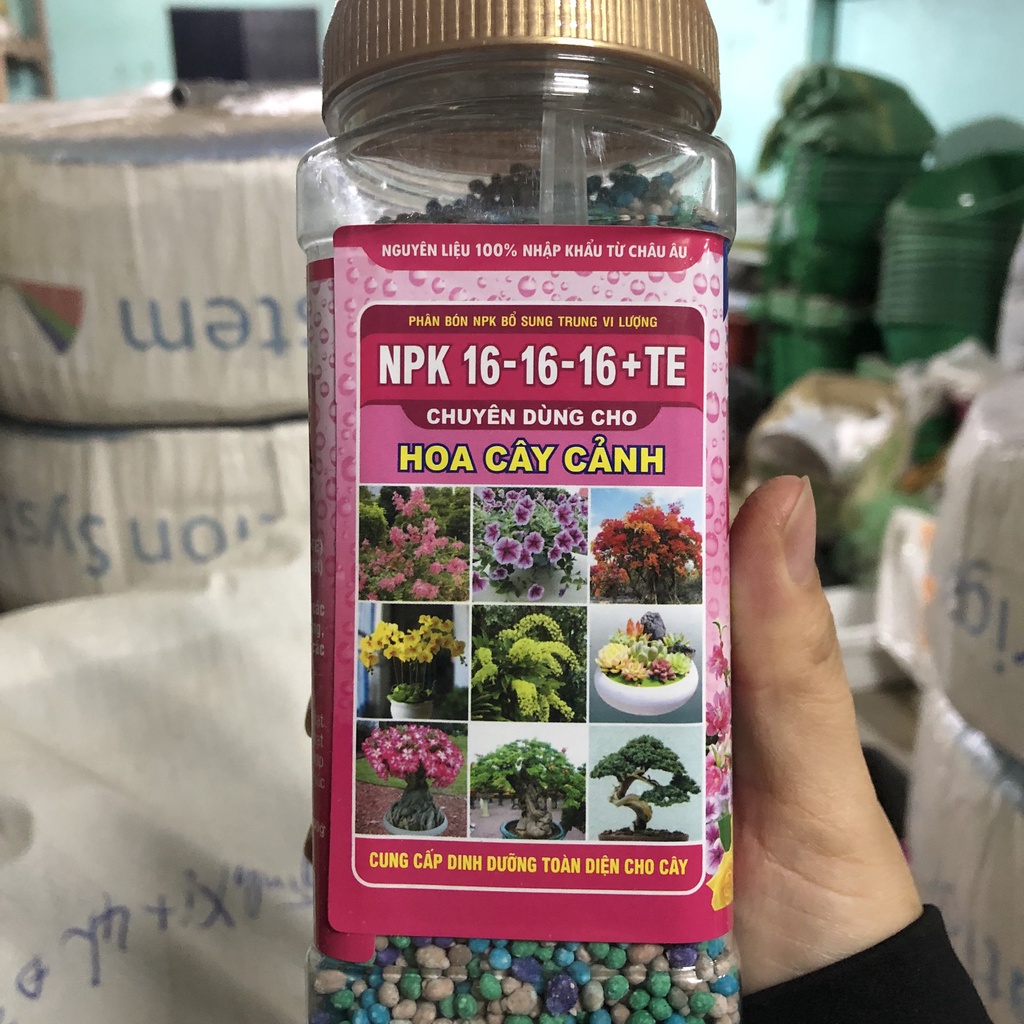 NGUYÊN LIỆU 100% NHẬP KHẨU TỪ CHÂU ÂU
PHÂN BÓN NPK BỔ SUNG TRUNG VI LƯỢNG
NPK 16-16-16+TE
CHUYÊN DÙNG CHO
HOA CÂY CẢNH
CUNG CẤP DINH DƯỠNG TOÀN DIỆN CHO CÂY
stem